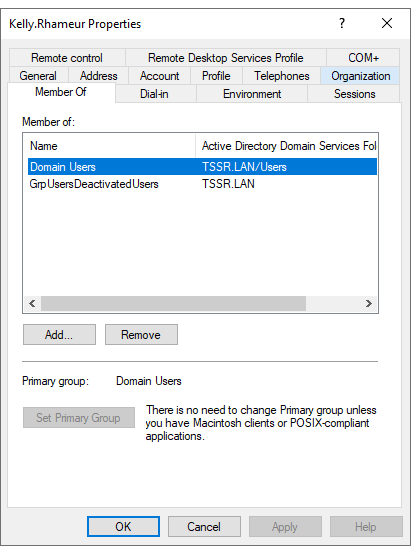 Kelly.Rhameur Properties ? ×
Remote control Remote Desktop Services Profile COM+
General Address Account Profile Telephones Organization
Member Of Dial-in Environment Sessions
Member of:
Name Active Directory Domain Services Fol
Domain Users TSSR.LAN/Users
GrpUsersDeactivatedUsers TSSR.LAN
Add... Remove
Primary group: Domain Users
Set Primary Group
There is no need to change Primary group unless
you have Macintosh clients or POSIX-compliant
applications.
OK Cancel Apply Help